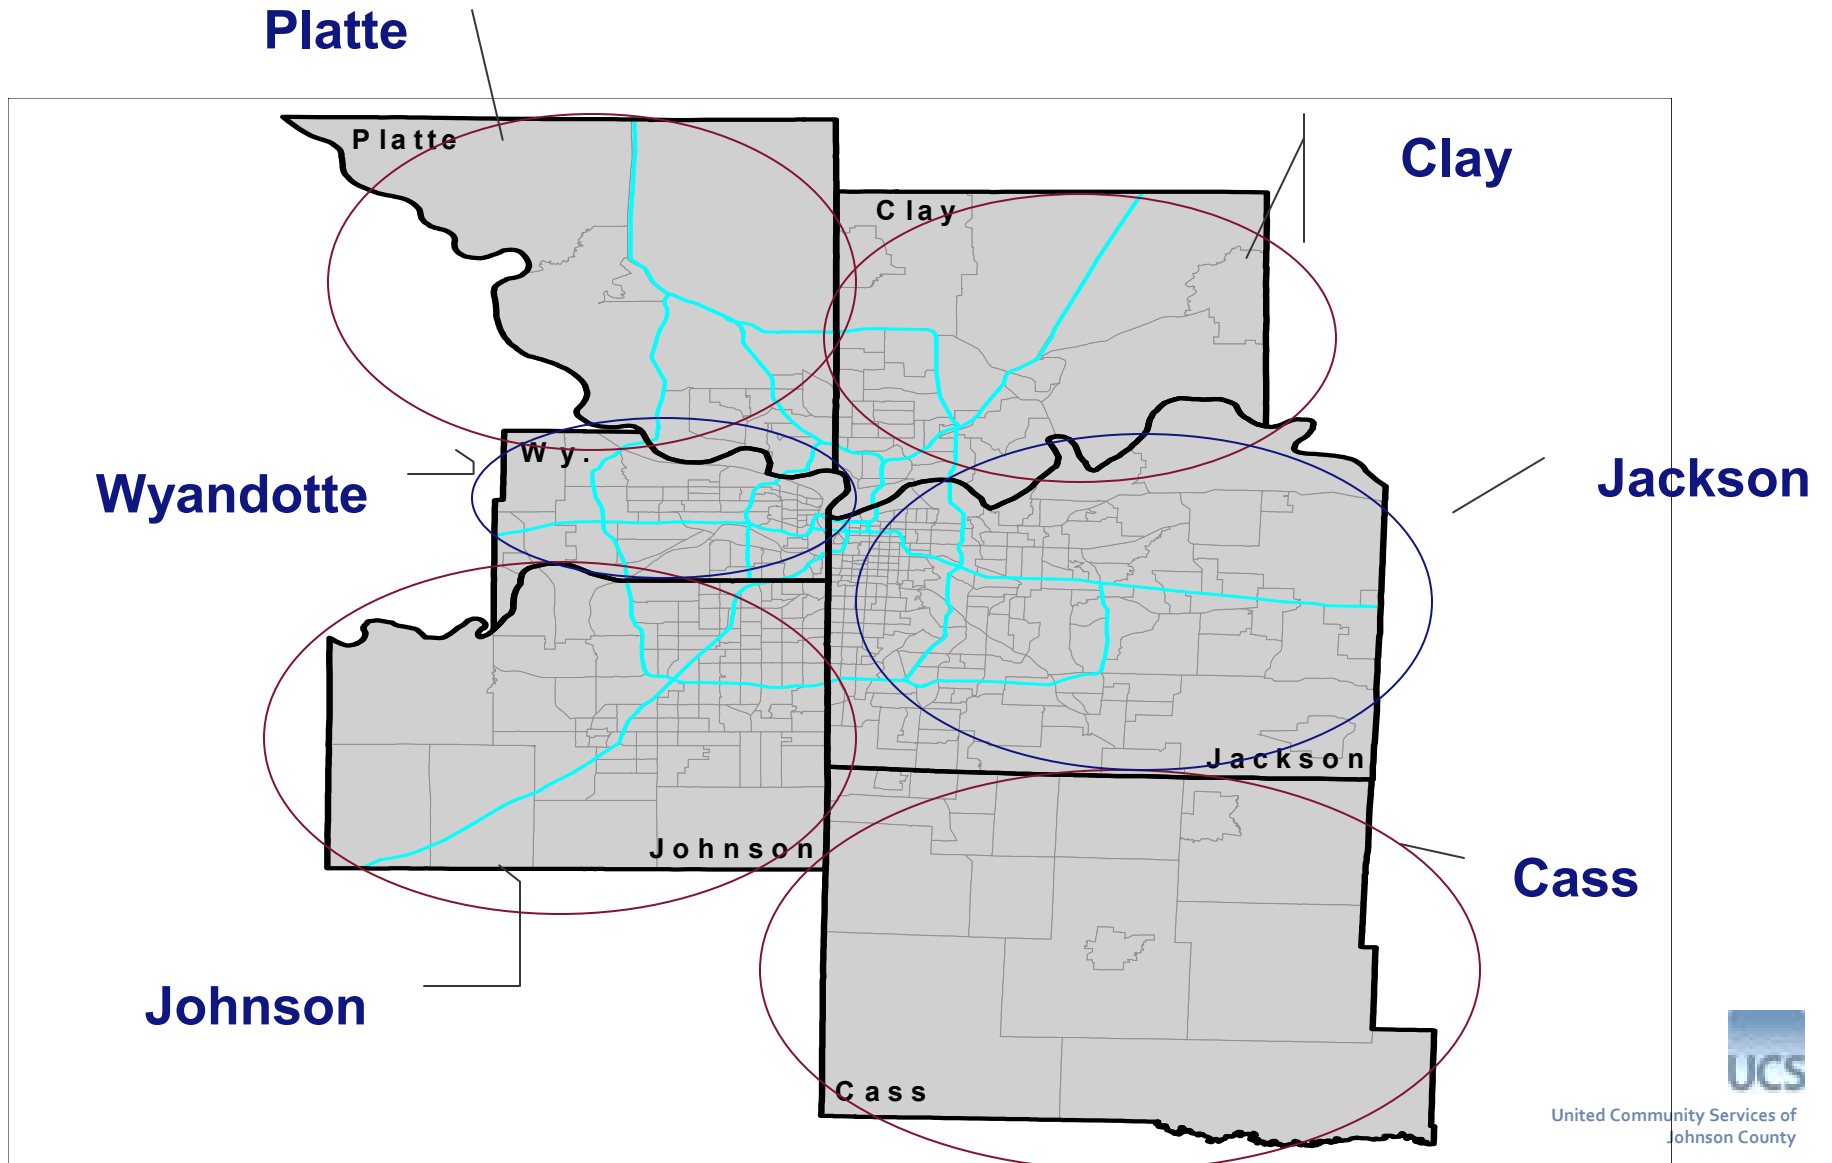 Platte
Platte
Clay
Clay
Wy.
Wyandotte
Jackson
Jackson
Johnson
Cass
Johnson
Cass
UCS
United Community Services of
Johnson County